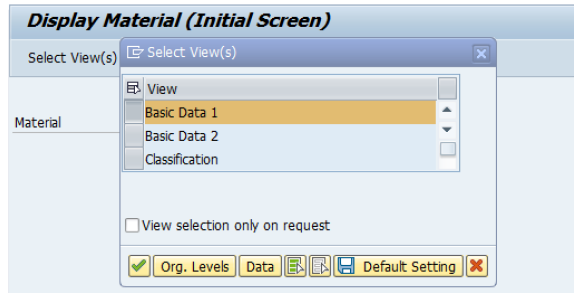 Display Material (Initial Screen)
Select View(s)
Select View(s)
View
Basic Data 1
Material
Basic Data 2
Classification
View selection only on request
Org. Levels Data Default Setting